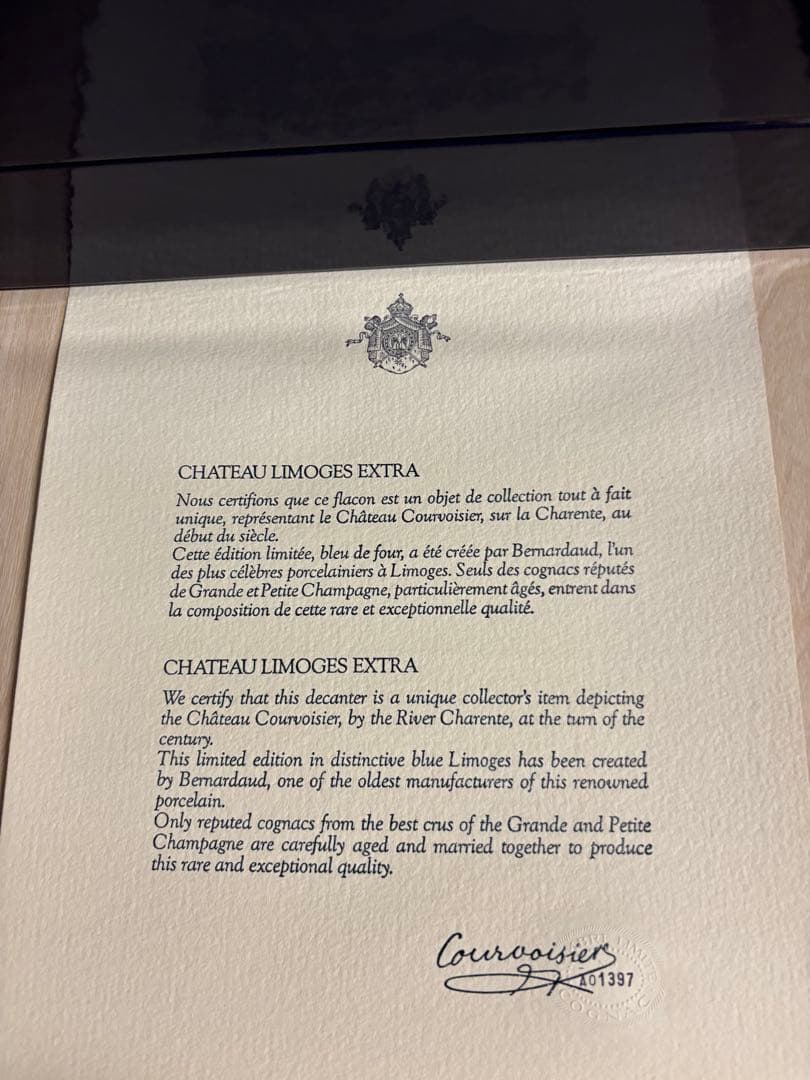 CHATEAU LIMOGES EXTRA
Nous certifions que ce flacon est un objet de collection tout à fait
unique, représentant le Château Courvoisier, sur la Charente, au
début du siècle.
Cette édition limitée, bleu de four, a été créée par Bernardaud, l'un
des plus célèbres porcelainiers à Limoges. Seuls des cognacs réputés
de Grande et Petite Champagne, particulièrement âgés, entrent dans
la composition de cette rare et exceptionnelle qualité.
CHATEAU LIMOGES EXTRA
We certify that this decanter is a unique collector's item depicting
the Château Courvoisier, by the River Charente, at the turn of the
century.
This limited edition in distinctive blue Limoges has been created
by Bernardaud, one of the oldest manufacturers of this renowned
porcelain.
Only reputed cognacs from the best crus of the Grande and Petite
Champagne are carefully aged and married together to produce
this rare and exceptional quality.
Courvoisier
A01397
COGNAC